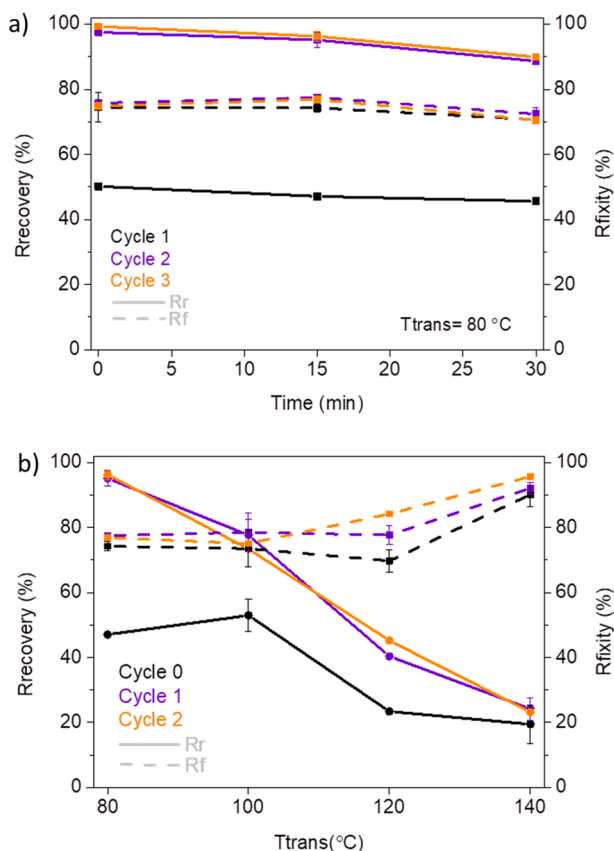 a)
100
80
60
40
20
0
Rrecovery (%)
100
80
60
40
20
0
Rfixity (%)
Cycle 1
Cycle 2
Cycle 3
Rr
Rf
Ttrans= 80 °C
0 5 10 15 20 25 30
Time (min)
b)
100
80
60
40
20
0
Rrecovery (%)
100
80
60
40
20
0
Rfixity (%)
Cycle 0
Cycle 1
Cycle 2
Rr
Rf
80 100 120 140
Ttrans(°C)